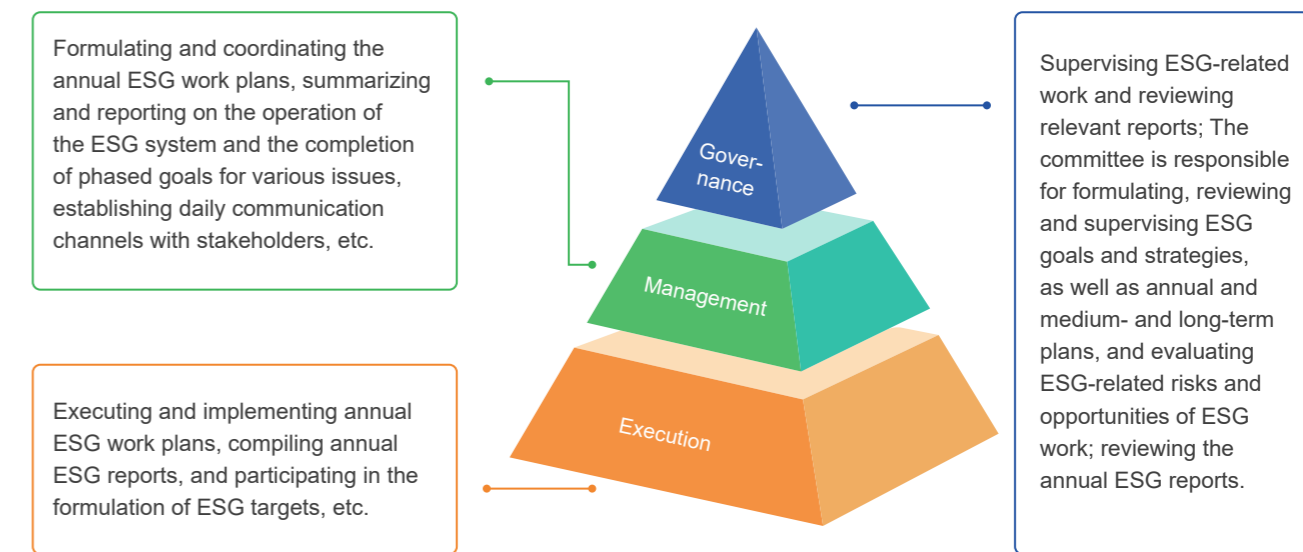 Formulating and coordinating the
annual ESG work plans, summarizing
and reporting on the operation of
the ESG system and the completion
of phased goals for various issues,
establishing daily communication
channels with stakeholders, etc.
Executing and implementing annual
ESG work plans, compiling annual
ESG reports, and participating in the
formulation of ESG targets, etc.
Gover-
nance
Management
Execution
Supervising ESG-related
work and reviewing
relevant reports; The
committee is responsible
for formulating, reviewing
and supervising ESG
goals and strategies,
as well as annual and
medium- and long-term
plans, and evaluating
ESG-related risks and
opportunities of ESG
work; reviewing the
annual ESG reports.